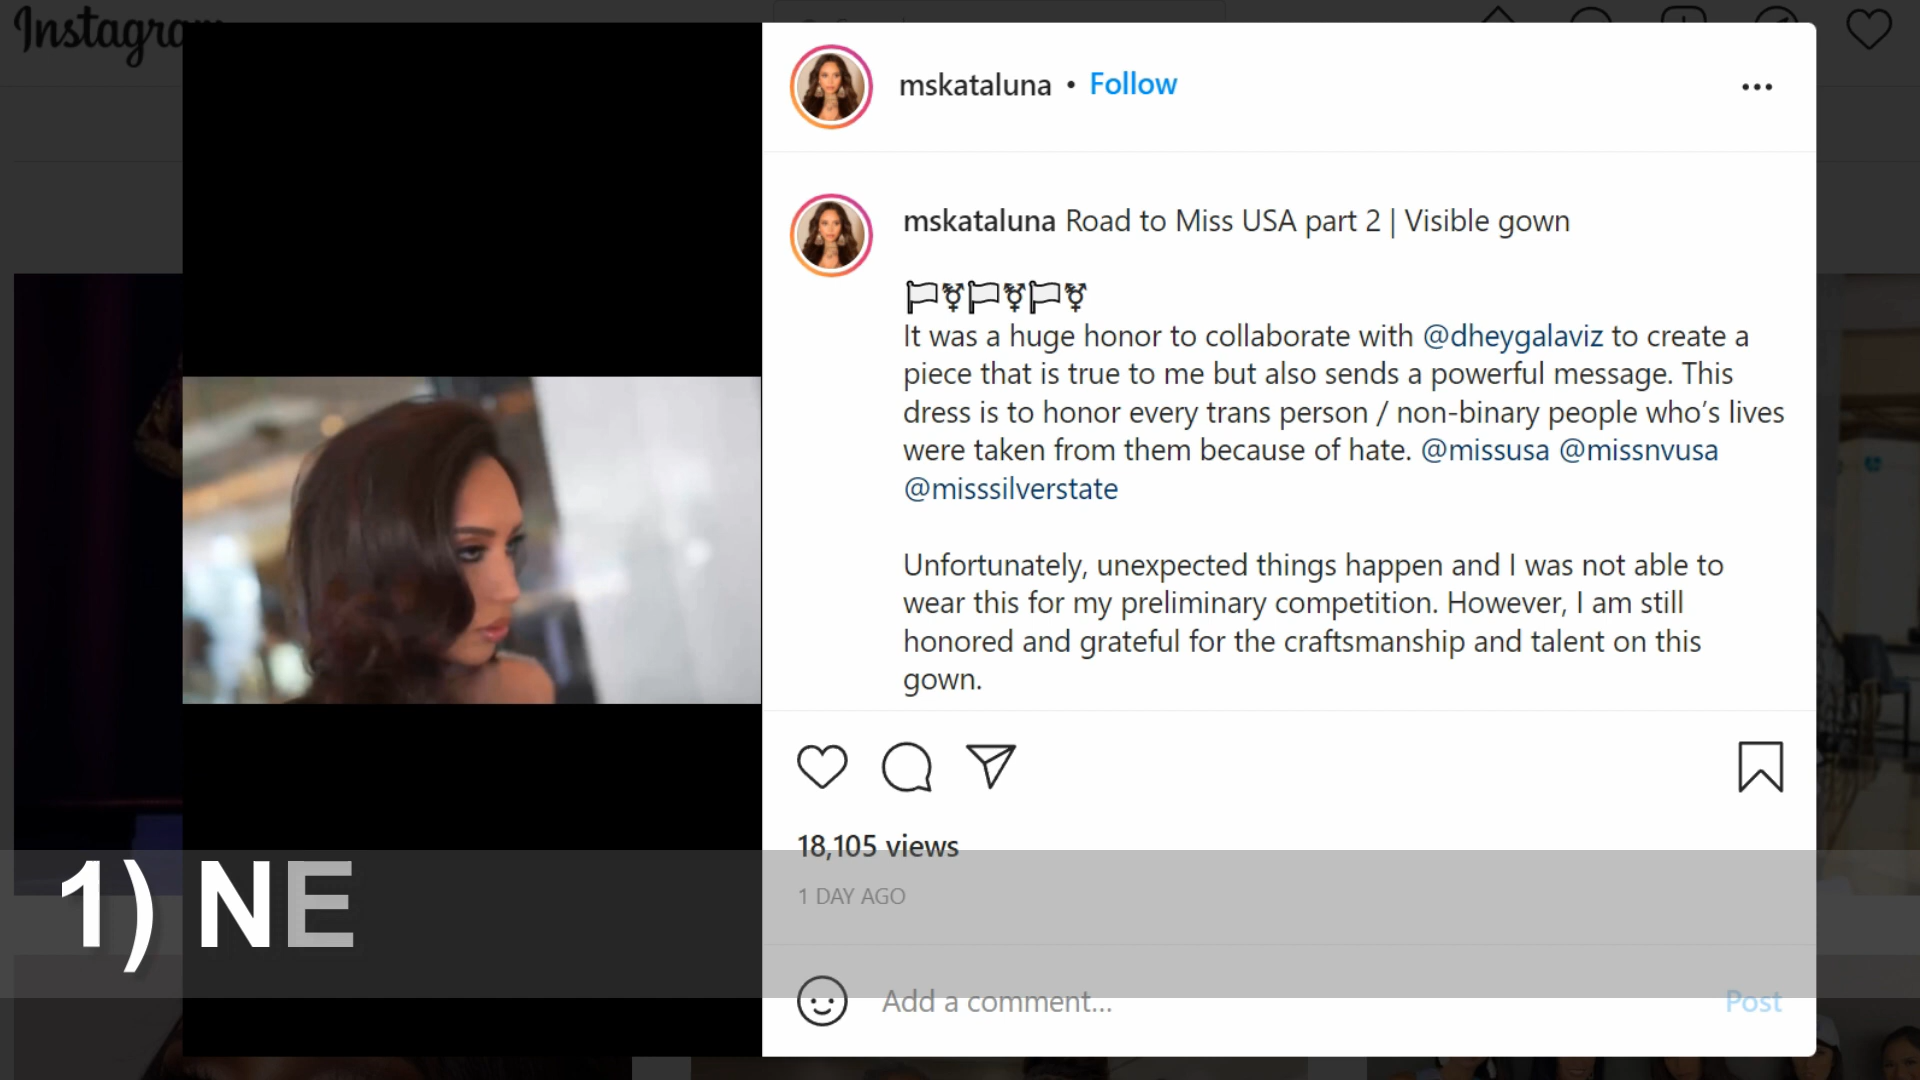 Instagra
mskataluna • Follow
mskataluna Road to Miss USA part 2 | Visible gown
🏳⚧🏳⚧🏳⚧
It was a huge honor to collaborate with @dheygalaviz to create a
piece that is true to me but also sends a powerful message. This
dress is to honor every trans person / non-binary people who’s lives
were taken from them because of hate. @missusa @missnvusa
@misssilverstate
Unfortunately, unexpected things happen and I was not able to
wear this for my preliminary competition. However, I am still
honored and grateful for the craftsmanship and talent on this
gown.
18,105 views
1 DAY AGO
1) NE
Add a comment...
Post